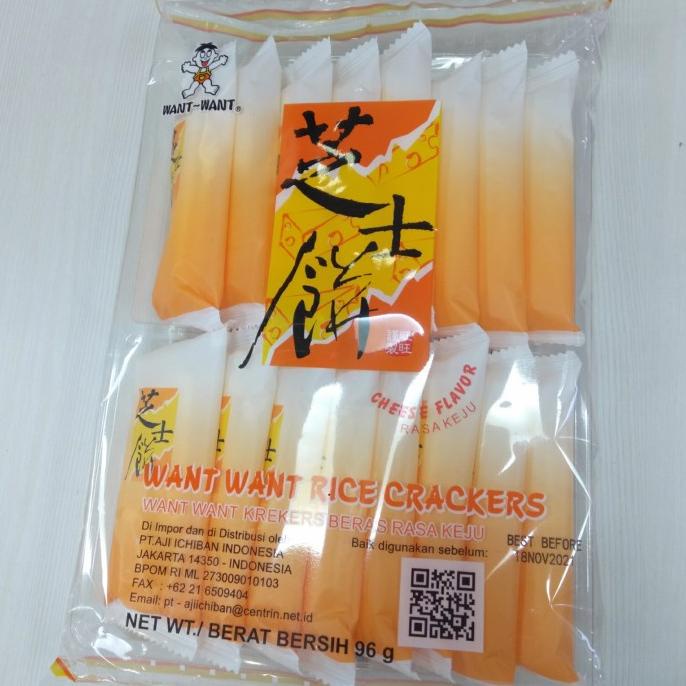 WANT~WANT®
芝士餅
旺旺
謹製
CHEESE FLAVOR
RASA KEJU
芝士餅
WANT WANT RICE CRACKERS
WANT WANT KREKERS BERAS RASA KEJU
Di Impor dan di Distribusi oleh
PT.AJI ICHIBAN INDONESIA
JAKARTA 14350 - INDONESIA
BPOM RI ML 273009010103
FAX : +62 21 6509404
Email: pt - ajiichiban@centrin.net.id
Baik digunakan sebelum:
BEST BEFORE
18NOV2021
NET WT./ BERAT BERSIH 96 g